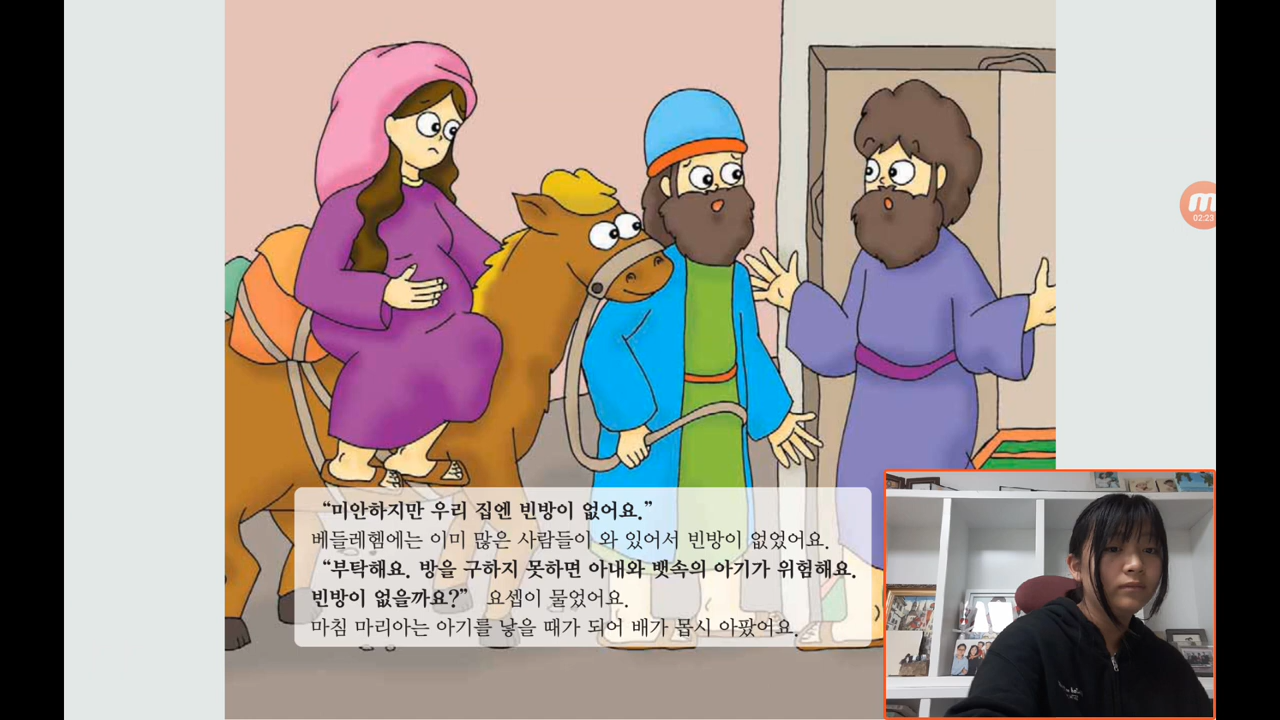 “미안하지만 우리 집엔 빈방이 없어요.”
베들레헴에는 이미 많은 사람들이 와 있어서 빈방이 없었어요.
“부탁해요. 방을 구하지 못하면 아내와 뱃속의 아기가 위험해요.
빈방이 없을까요?” 요셉이 물었어요.
마침 마리아는 아기를 낳을 때가 되어 배가 몹시 아팠어요.
02:23